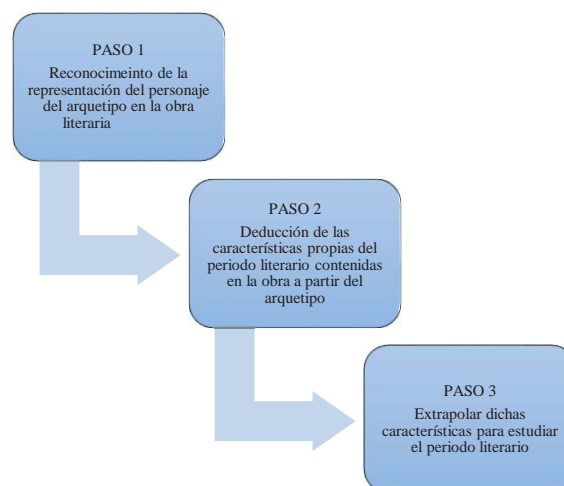 PASO 1
Reconocimeinto de la
representación del personaje
del arquetipo en la obra
literaria
PASO 2
Deducción de las
características propias del
periodo literario contenidas
en la obra a partir del
arquetipo
PASO 3
Extrapolar dichas
características para estudiar
el periodo literario